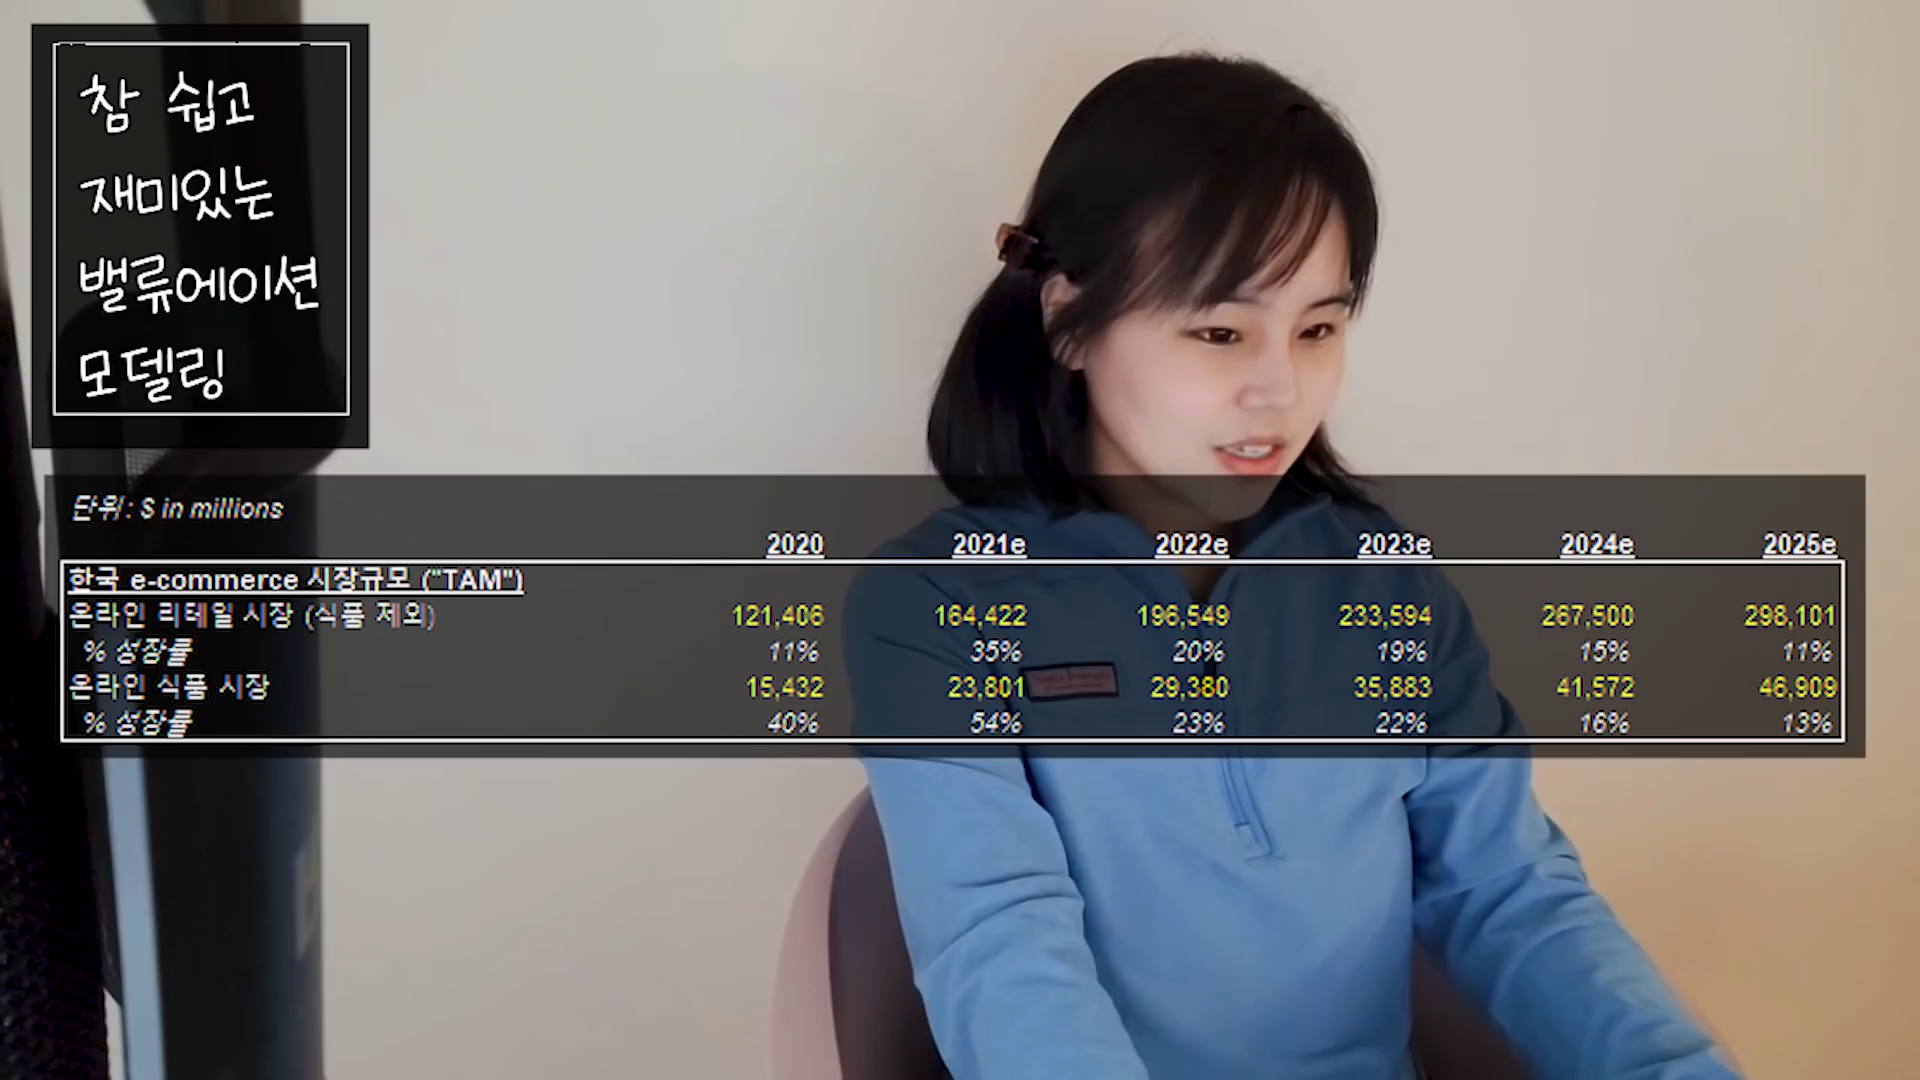 참 쉽고
재미있는
밸류에이션
모델링
단위: $ in millions
2020 2021e 2022e 2023e 2024e 2025e
한국 e-commerce 시장규모 ("TAM")
온라인 리테일 시장 (식품 제외) 121,406 164,422 196,549 233,594 267,500 298,101
% 성장률 11% 35% 20% 19% 15% 11%
온라인 식품 시장 15,432 23,801 29,380 35,883 41,572 46,909
% 성장률 40% 54% 23% 22% 16% 13%